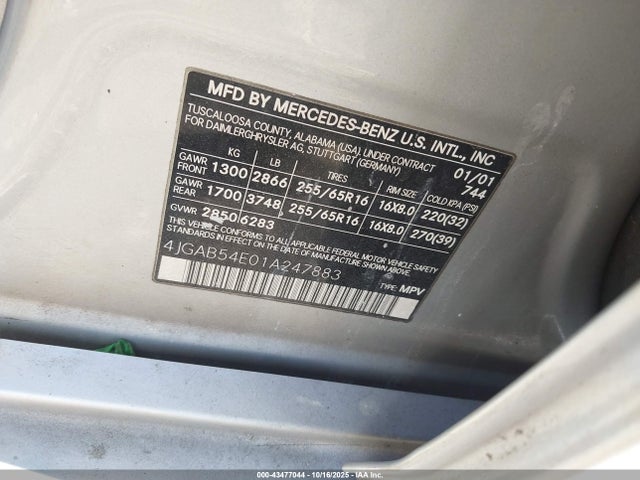 MFD BY MERCEDES-BENZ U.S. INTL., INC
TUSCALOOSA COUNTY, ALABAMA (USA), UNDER CONTRACT 01/01
FOR DAIMLERCHRYSLER AG, STUTTGART (GERMANY) 744
KG LB TIRES RIM SIZE COLD KPA (PSI)
GAWR FRONT 1300 2866 255/65R16 16X8.0 220(32)
GAWR REAR 1700 3748 255/65R16 16X8.0 270(39)
GVWR 2850 6283
THIS VEHICLE CONFORMS TO ALL APPLICABLE FEDERAL MOTOR VEHICLE SAFETY
STANDARDS IN EFFECT ON THE DATE OF MANUFACTURE SHOWN ABOVE.
4JGAB54E01A247883
TYPE: MPV
000-43477044 | 10/16/2025 | IAA